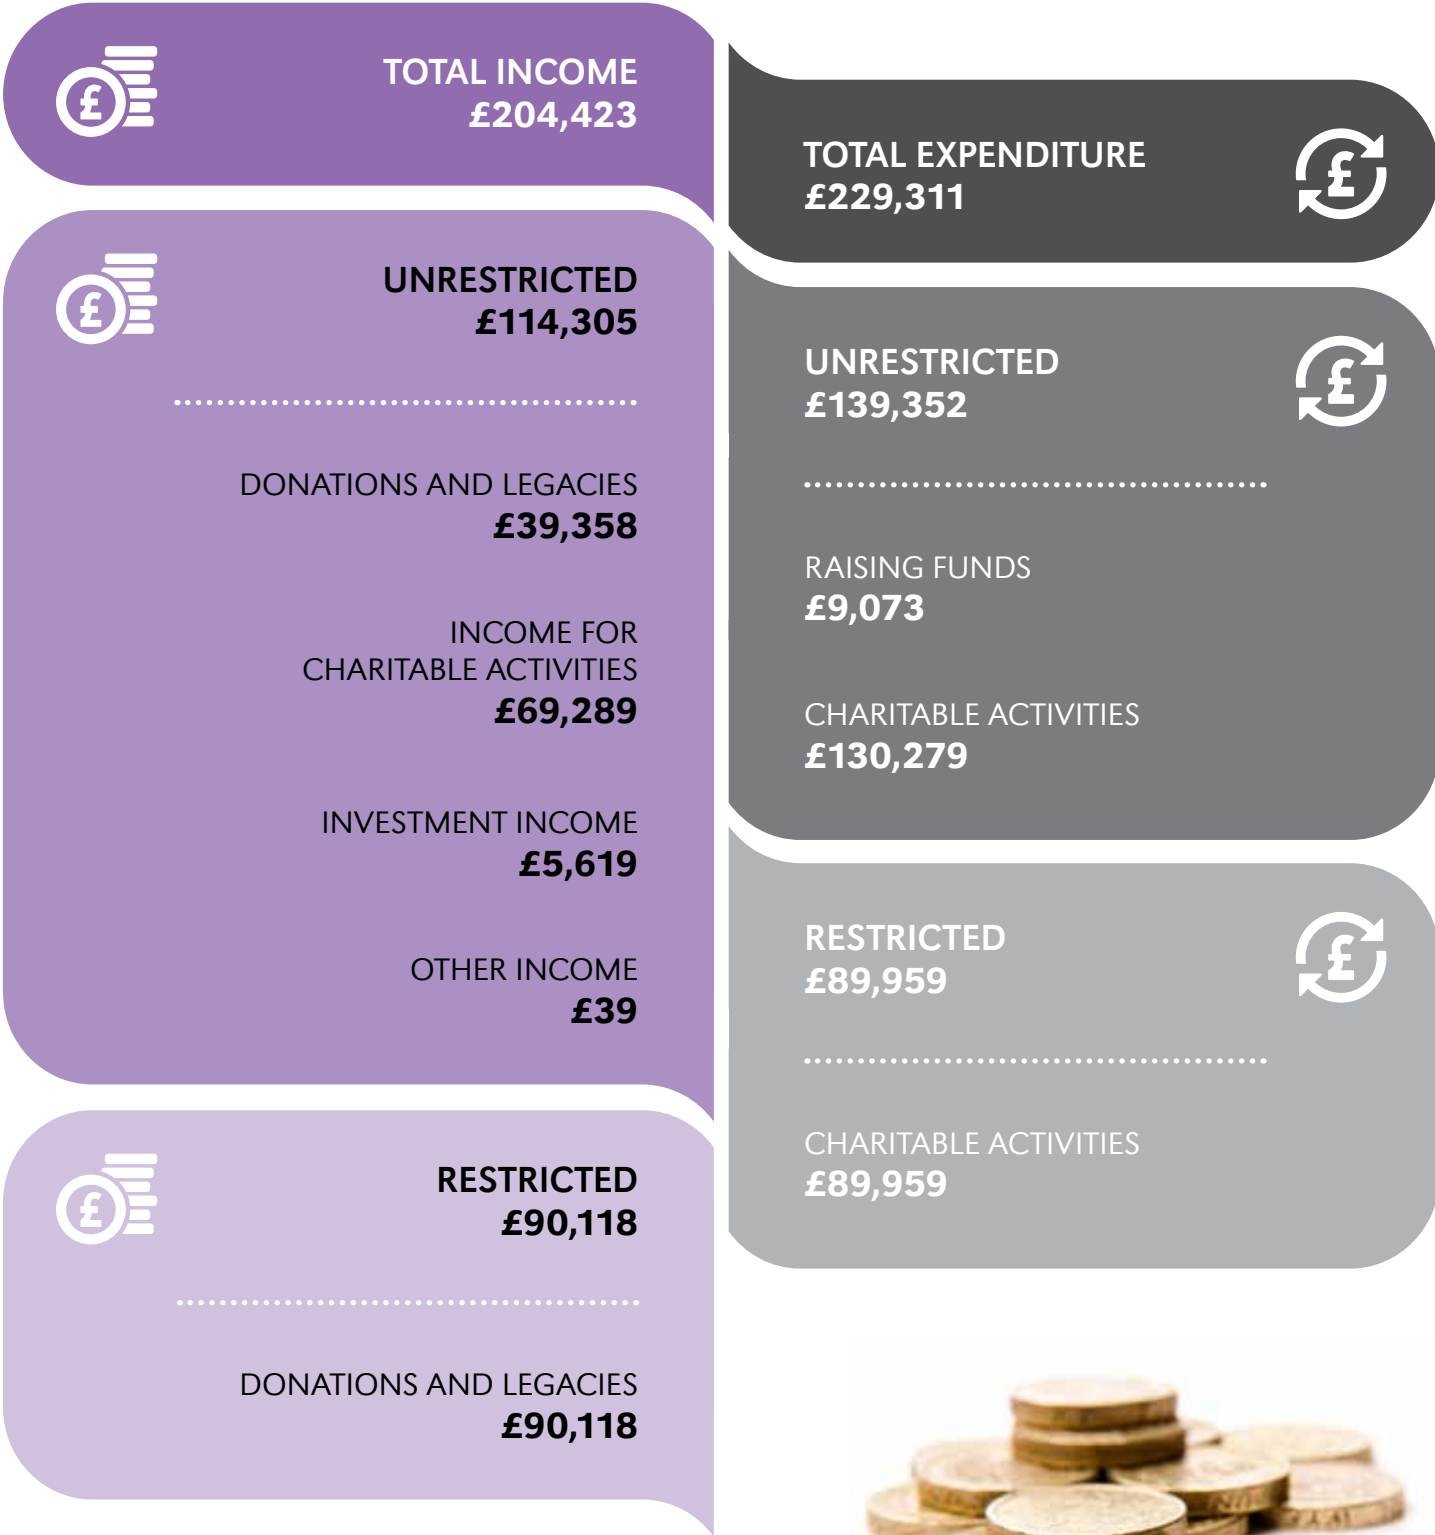 TOTAL INCOME
£204,423
UNRESTRICTED
£114,305
DONATIONS AND LEGACIES
£39,358
INCOME FOR
CHARITABLE ACTIVITIES
£69,289
INVESTMENT INCOME
£5,619
OTHER INCOME
£39
RESTRICTED
£90,118
DONATIONS AND LEGACIES
£90,118
TOTAL EXPENDITURE
£229,311
UNRESTRICTED
£139,352
RAISING FUNDS
£9,073
CHARITABLE ACTIVITIES
£130,279
RESTRICTED
£89,959
CHARITABLE ACTIVITIES
£89,959